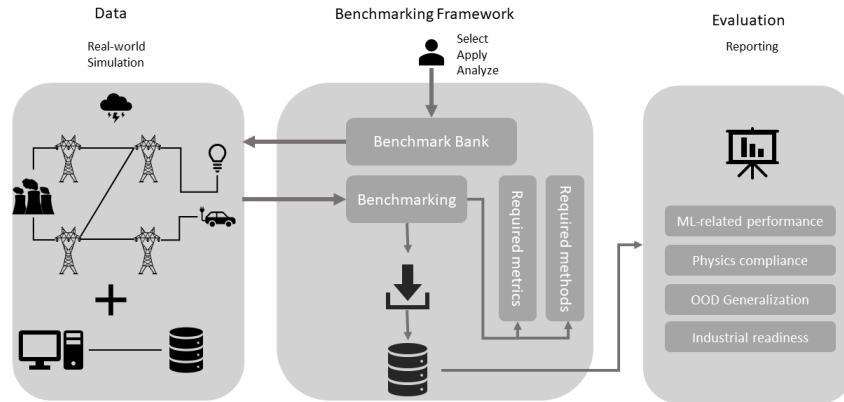 Data
Real-world
Simulation
Benchmarking Framework
Select
Apply
Analyze
Benchmark Bank
Benchmarking
Required metrics
Required methods
Evaluation
Reporting
ML-related performance
Physics compliance
OOD Generalization
Industrial readiness